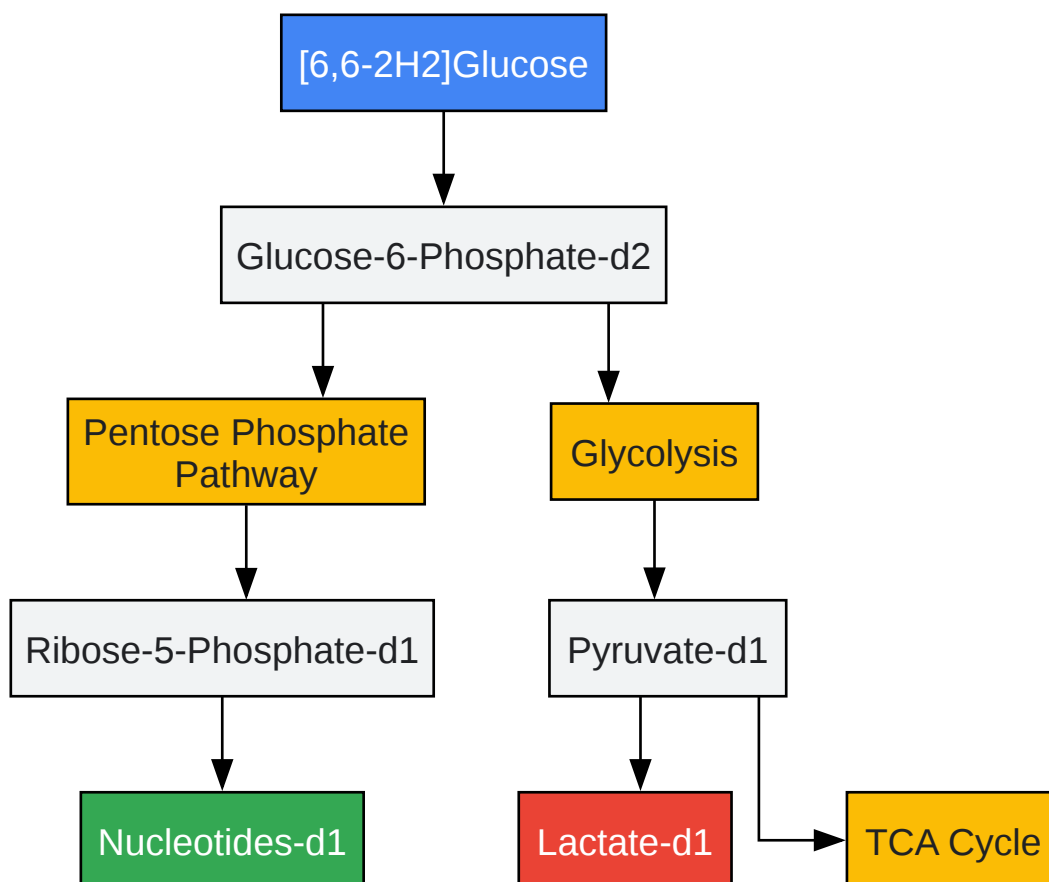 [6,6-2H2]Glucose
Glucose-6-Phosphate-d2
Pentose Phosphate
Pathway
Glycolysis
Ribose-5-Phosphate-d1
Pyruvate-d1
Nucleotides-d1
Lactate-d1
TCA Cycle